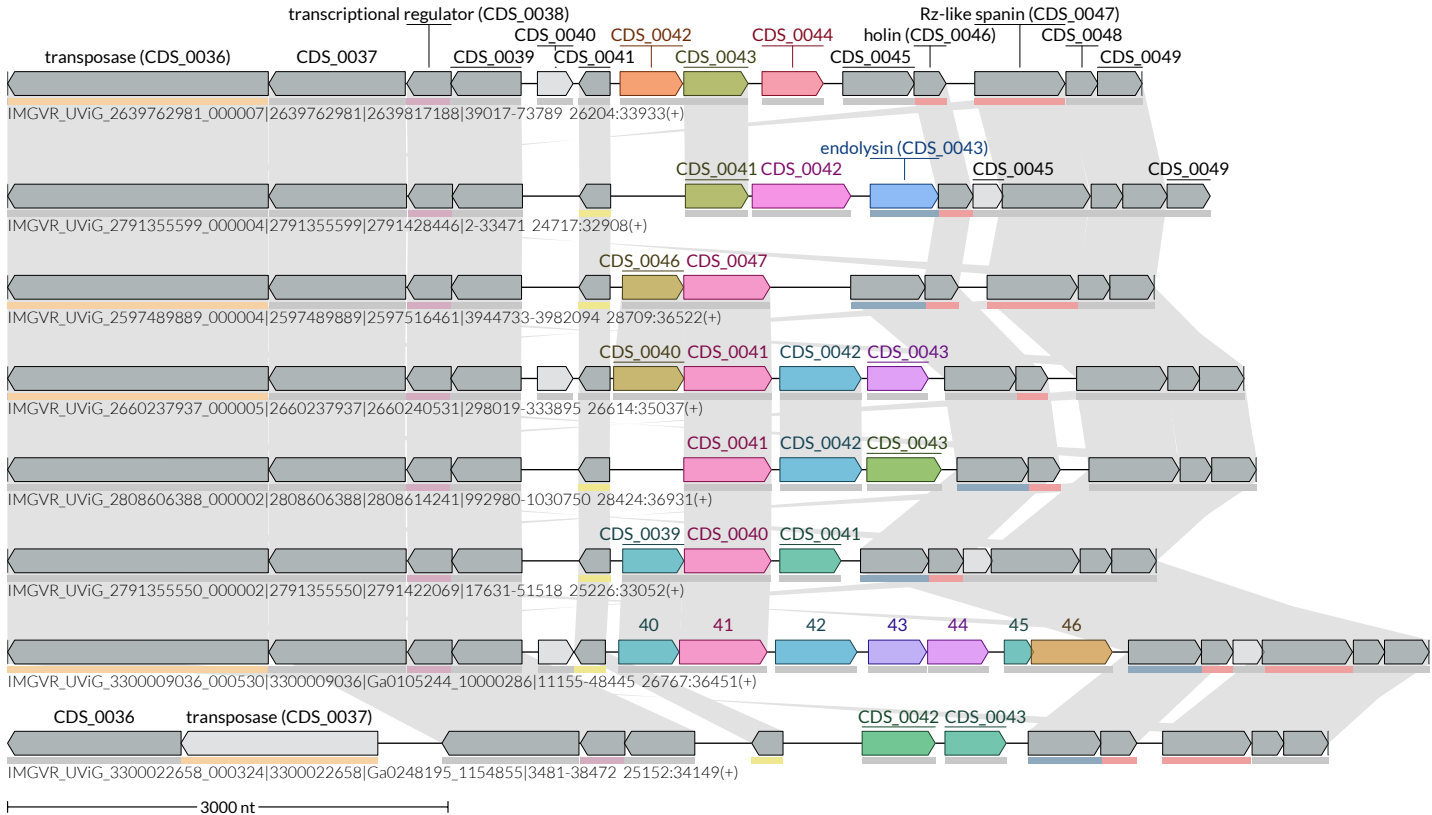 transcriptional regulator (CDS_0038) Rz-like spanin (CDS_0047)
CDS_0040 CDS_0042 CDS_0044 holin (CDS_0046) CDS_0048
transposase (CDS_0036) CDS_0037 CDS_0039 CDS_0041 CDS_0043 CDS_0045 CDS_0049
IMGVR_UViG_2639762981_000007|2639762981|2639817188|39017-73789 26204:33933(+)
endolysin (CDS_0043)
CDS_0041 CDS_0042 CDS_0045 CDS_0049
IMGVR_UViG_2791355599_000004|2791355599|2791428446|2-33471 24717:32908(+)
CDS_0046 CDS_0047
IMGVR_UViG_2597489889_000004|2597489889|2597516461|3944733-3982094 28709:36522(+)
CDS_0040 CDS_0041 CDS_0042 CDS_0043
IMGVR_UViG_2660237937_000005|2660237937|2660240531|298019-333895 26614:35037(+)
CDS_0041 CDS_0042 CDS_0043
IMGVR_UViG_2808606388_000002|2808606388|2808614241|992980-1030750 28424:36931(+)
CDS_0039 CDS_0040 CDS_0041
IMGVR_UViG_2791355550_000002|2791355550|2791422069|17631-51518 25226:33052(+)
40 41 42 43 44 45 46
IMGVR_UViG_3300009036_000530|3300009036|Ga0105244_10000286|11155-48445 26767:36451(+)
CDS_0036 transposase (CDS_0037) CDS_0042 CDS_0043
IMGVR_UViG_3300022658_000324|3300022658|Ga0248195_1154855|3481-38472 25152:34149(+)
3000 nt